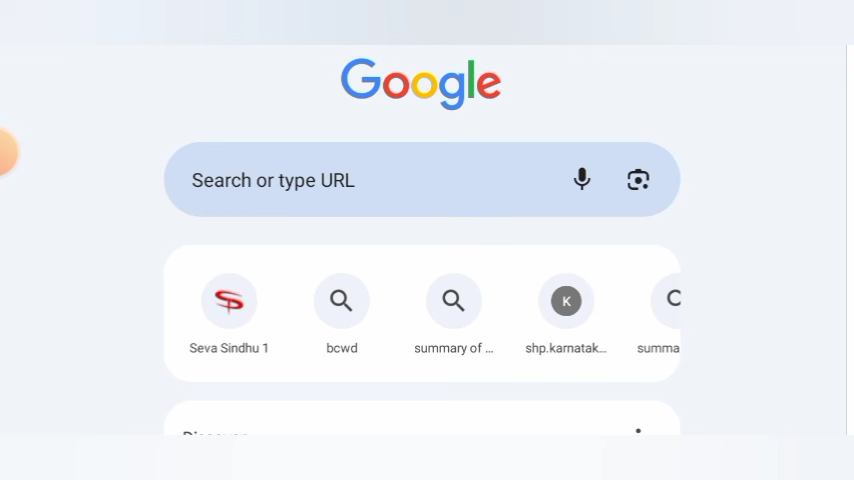 Google
Search or type URL
Seva Sindhu 1
bcwd
summary of ...
K
shp.karnatak...
summa